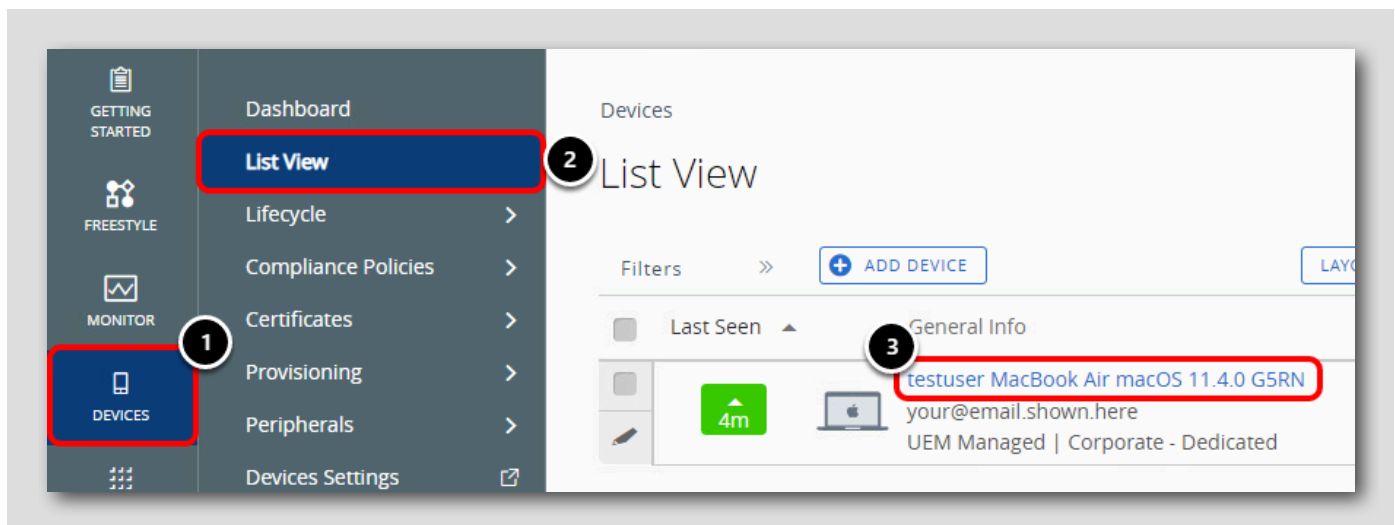 GETTING
STARTED
FREESTYLE
MONITOR
1
DEVICES
Dashboard
List View
2
Lifecycle
Compliance Policies
Certificates
Provisioning
Peripherals
Devices Settings
Devices
List View
Filters » ADD DEVICE
Last Seen General Info
3
testuser MacBook Air macOS 11.4.0 G5RN
4m
your@email.shown.here
UEM Managed | Corporate - Dedicated